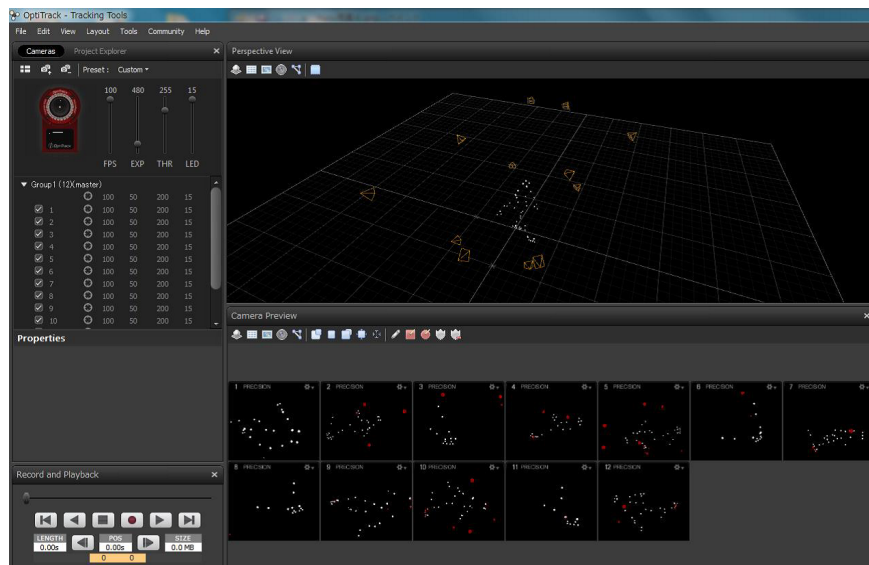 OptiTrack - Tracking Tools
File Edit View Layout Tools Community Help
Cameras Project Explorer
Preset : Custom
100 480 255 15
OptiTrack
FPS EXP THR LED
Group1 (12X(master)
100 50 200 15
1 100 50 200 15
2 100 50 200 15
3 100 50 200 15
4 100 50 200 15
5 100 50 200 15
6 100 50 200 15
7 100 50 200 15
8 100 50 200 15
9 100 50 200 15
10 100 50 200 15
Properties
Record and Playback
LENGTH POS SIZE
0.00s 0.00s 0.0 MB
0 0
Perspective View
Camera Preview
1 PRECISION 2 PRECISION 3 PRECISION 4 PRECISION 5 PRECISION 6 PRECISION 7 PRECISION
8 PRECISION 9 PRECISION 10 PRECISION 11 PRECISION 12 PRECISION